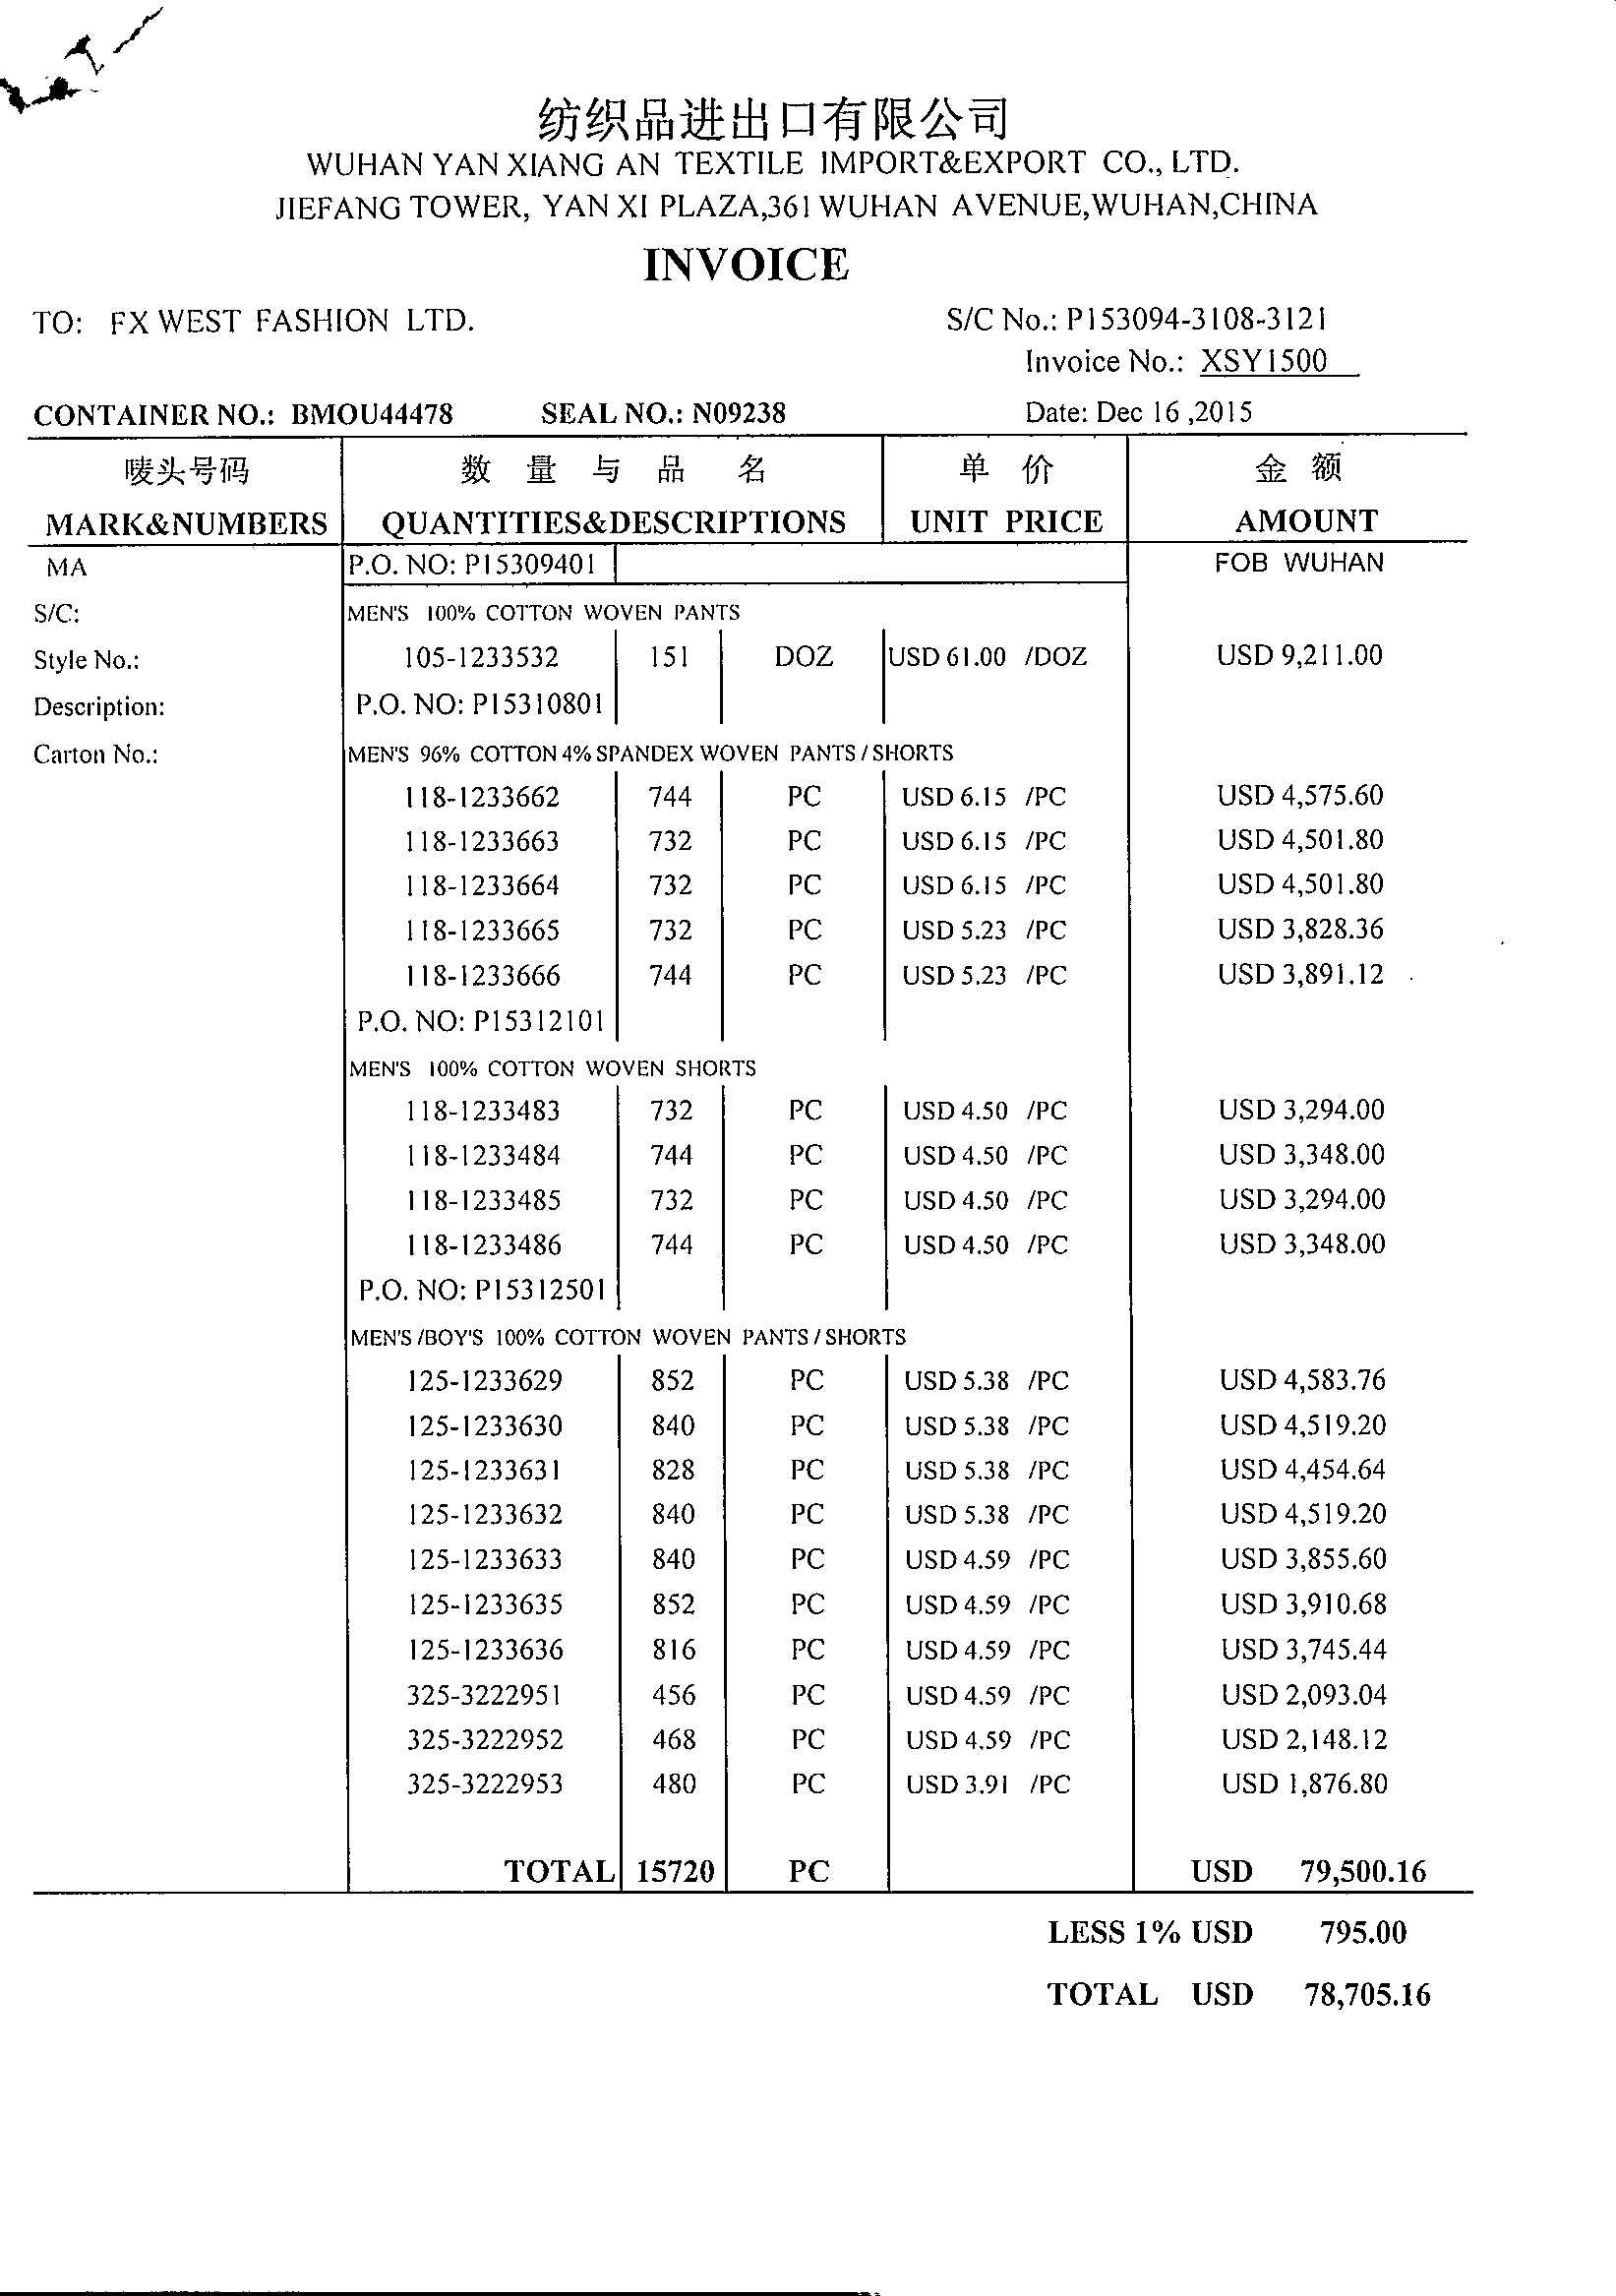 纺织品进出口有限公司
WUHAN YAN XIANG AN TEXTILE IMPORT&EXPORT CO., LTD.
JIEFANG TOWER, YAN XI PLAZA,361 WUHAN AVENUE,WUHAN,CHINA
INVOICE
TO: FX WEST FASHION LTD. S/C No.: P153094-3108-3121
Invoice No.: XSY1500
CONTAINER NO.: BMOU44478 SEAL NO.: N09238 Date: Dec 16 ,2015
唛头号码 数 量 与 品 名 单 价 金 额
MARK&NUMBERS QUANTITIES&DESCRIPTIONS UNIT PRICE AMOUNT
MA P.O. NO: P15309401 FOB WUHAN
S/C: MEN'S 100% COTTON WOVEN PANTS
Style No.: 105-1233532 151 DOZ USD 61.00 /DOZ USD 9,211.00
Description: P.O. NO: P15310801
Carton No.: MEN'S 96% COTTON 4% SPANDEX WOVEN PANTS / SHORTS
118-1233662 744 PC USD 6.15 /PC USD 4,575.60
118-1233663 732 PC USD 6.15 /PC USD 4,501.80
118-1233664 732 PC USD 6.15 /PC USD 4,501.80
118-1233665 732 PC USD 5.23 /PC USD 3,828.36
118-1233666 744 PC USD 5.23 /PC USD 3,891.12
P.O. NO: P15312101
MEN'S 100% COTTON WOVEN SHORTS
118-1233483 732 PC USD 4.50 /PC USD 3,294.00
118-1233484 744 PC USD 4.50 /PC USD 3,348.00
118-1233485 732 PC USD 4.50 /PC USD 3,294.00
118-1233486 744 PC USD 4.50 /PC USD 3,348.00
P.O. NO: P15312501
MEN'S /BOY'S 100% COTTON WOVEN PANTS / SHORTS
125-1233629 852 PC USD 5.38 /PC USD 4,583.76
125-1233630 840 PC USD 5.38 /PC USD 4,519.20
125-1233631 828 PC USD 5.38 /PC USD 4,454.64
125-1233632 840 PC USD 5.38 /PC USD 4,519.20
125-1233633 840 PC USD 4.59 /PC USD 3,855.60
125-1233635 852 PC USD 4.59 /PC USD 3,910.68
125-1233636 816 PC USD 4.59 /PC USD 3,745.44
325-3222951 456 PC USD 4.59 /PC USD 2,093.04
325-3222952 468 PC USD 4.59 /PC USD 2,148.12
325-3222953 480 PC USD 3.91 /PC USD 1,876.80
TOTAL 15720 PC USD 79,500.16
LESS 1% USD 795.00
TOTAL USD 78,705.16